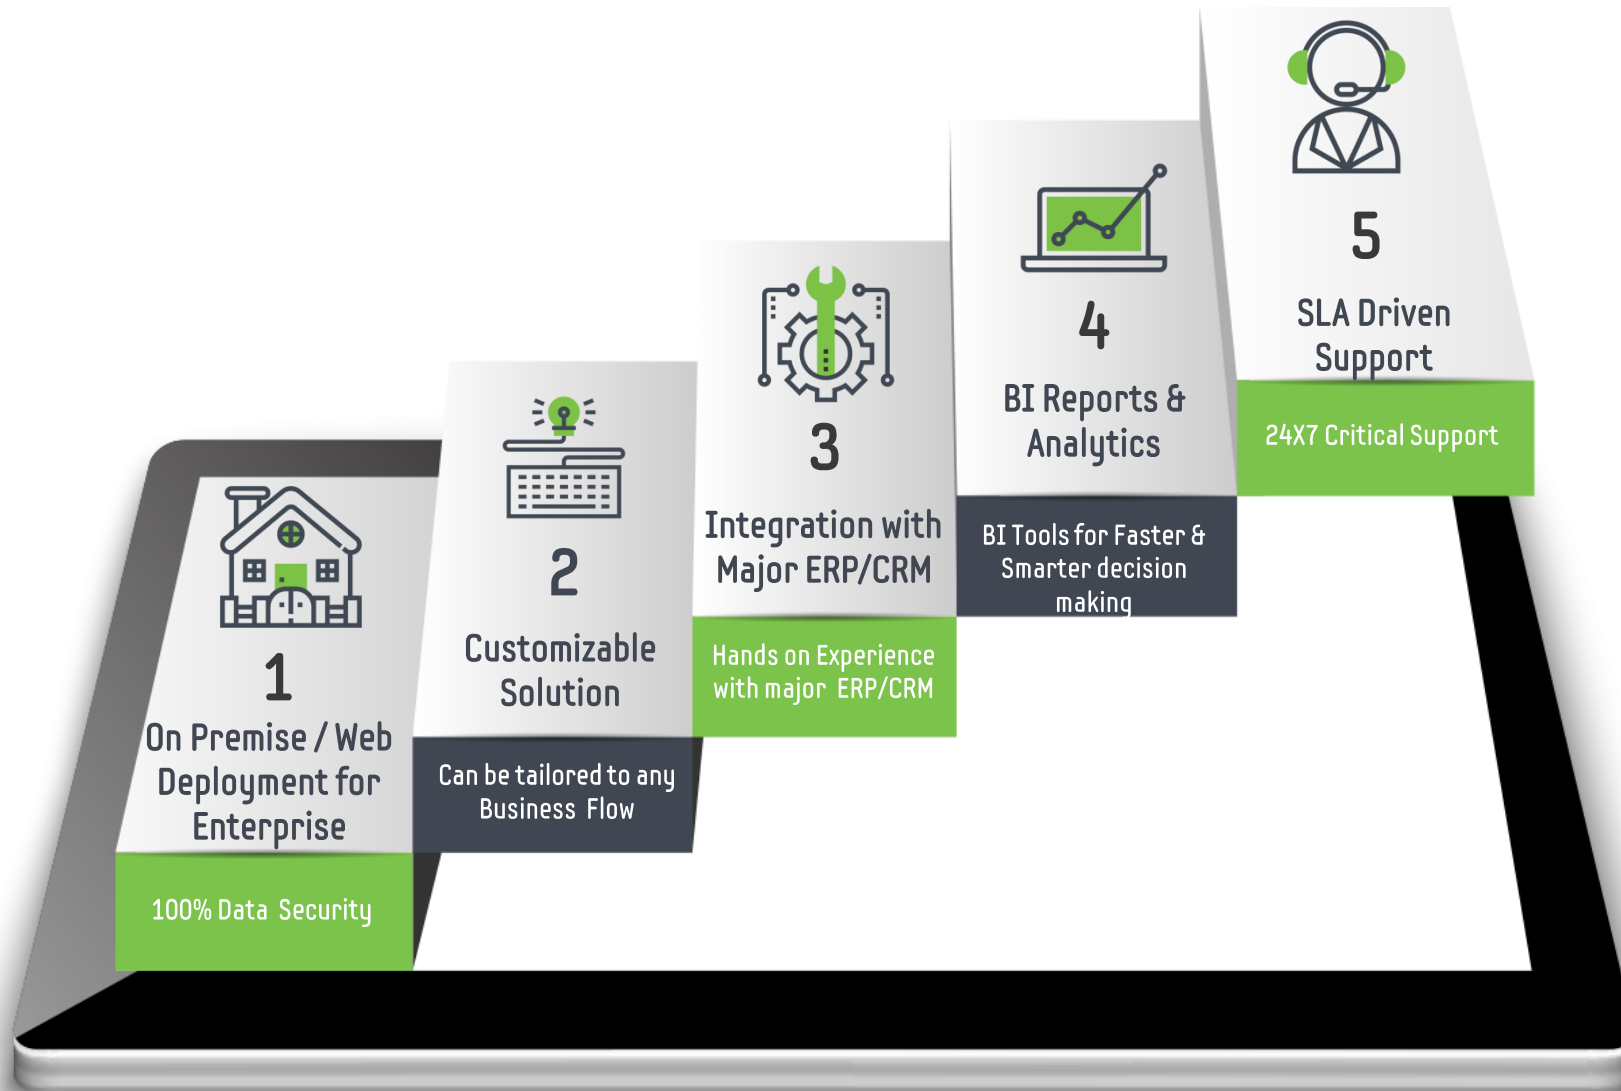 1
On Premise / Web
Deployment for
Enterprise
100% Data Security
2
Customizable
Solution
Can be tailored to any
Business Flow
3
Integration with
Major ERP/CRM
Hands on Experience
with major ERP/CRM
4
BI Reports &
Analytics
BI Tools for Faster &
Smarter decision
making
5
SLA Driven
Support
24X7 Critical Support